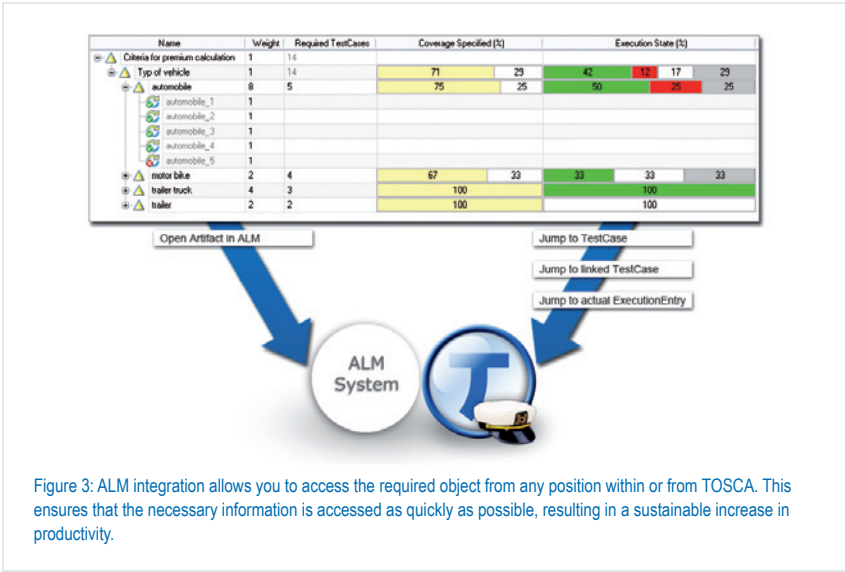 Name Weight Required TestCases Coverage Specified (%) Execution State (%)
Criteria for premium calculation 1 14
Typ of vehicle 1 14 71 29 42 12 17 29
automobile 8 5 75 25 50 25 25
automobile_1 1
automobile_2 1
automobile_3 1
automobile_4 1
automobile_5 1
motor bike 2 4 67 33 33 33 33
trailer truck 4 3 100 100
trailer 2 2 100 100
Open Artifact in ALM
Jump to TestCase
Jump to linked TestCase
Jump to actual ExecutionEntry
ALM
System
T
Figure 3: ALM integration allows you to access the required object from any position within or from TOSCA. This
ensures that the necessary information is accessed as quickly as possible, resulting in a sustainable increase in
productivity.